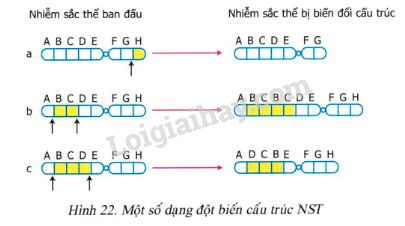 Nhiễm sắc thể ban đầu
Nhiễm sắc thể bị biến đổi cấu trúc
A B C D E F G H
A B C D E F G
a
A B C D E F G H
A B C B C D E F G H
b
Loigiaihay.com
A B C D E F G H
A D C B E F G H
c
Hình 22. Một số dạng đột biến cấu trúc NST